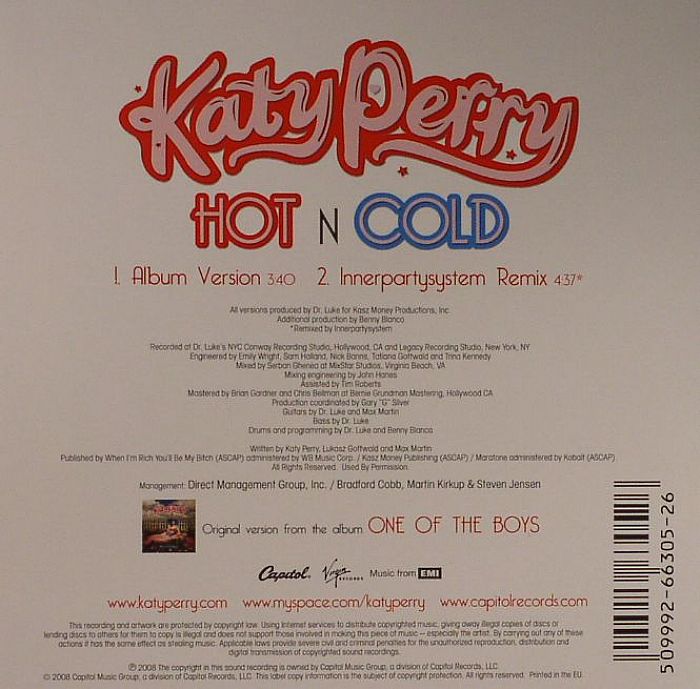 Katy Perry
HOT N COLD
1. Album Version 3:40 2. Innerpartysystem Remix 4:37*
All versions produced by Dr. Luke for Kasz Money Productions, Inc.
Additional production by Benny Blanco
*Remixed by Innerpartysystem
Recorded at Dr. Luke's NYC Conway Recording Studio, Hollywood, CA and Legacy Recording Studio, New York, NY
Engineered by Emily Wright, Sam Holland, Nick Banns, Tatiana Gottwald and Trina Kennedy
Mixed by Serban Ghenea at MixStar Studios, Virginia Beach, VA
Mixing engineering by John Hanes
Assisted by Tim Roberts
Mastered by Brian Gardner and Chris Bellman at Bernie Grundman Mastering, Hollywood CA
Production coordinated by Gary "G" Silver
Guitars by Dr. Luke and Max Martin
Bass by Dr. Luke
Drums and programming by Dr. Luke and Benny Blanco
Written by Katy Perry, Lukasz Gottwald and Max Martin
Published by When I'm Rich You'll Be My Bitch (ASCAP) administered by WB Music Corp. / Kasz Money Publishing (ASCAP) / Maratone administered by Kobalt (ASCAP)
All Rights Reserved. Used By Permission.
Management: Direct Management Group, Inc. / Bradford Cobb, Martin Kirkup & Steven Jensen
Original version from the album ONE OF THE BOYS
Capitol. Virgin RECORDS Music from EMI
www.katyperry.com www.myspace.com/katyperry www.capitolrecords.com
This recording and artwork are protected by copyright law. Using Internet services to distribute copyrighted music, giving away illegal copies of discs or
lending discs to others for them to copy is illegal and does not support those involved in making this piece of music -- especially the artist. By carrying out any of these
actions it has the same effect as stealing music. Applicable laws provide severe civil and criminal penalties for the unauthorized reproduction, distribution and
digital transmission of copyrighted sound recordings.
℗ 2008 The copyright in this sound recording is owned by Capitol Music Group, a division of Capitol Records, LLC.
© 2008 Capitol Music Group, a division of Capitol Records, LLC. This label copy information is the subject of copyright protection. All rights reserved. Printed in the EU.
509992-66305-26